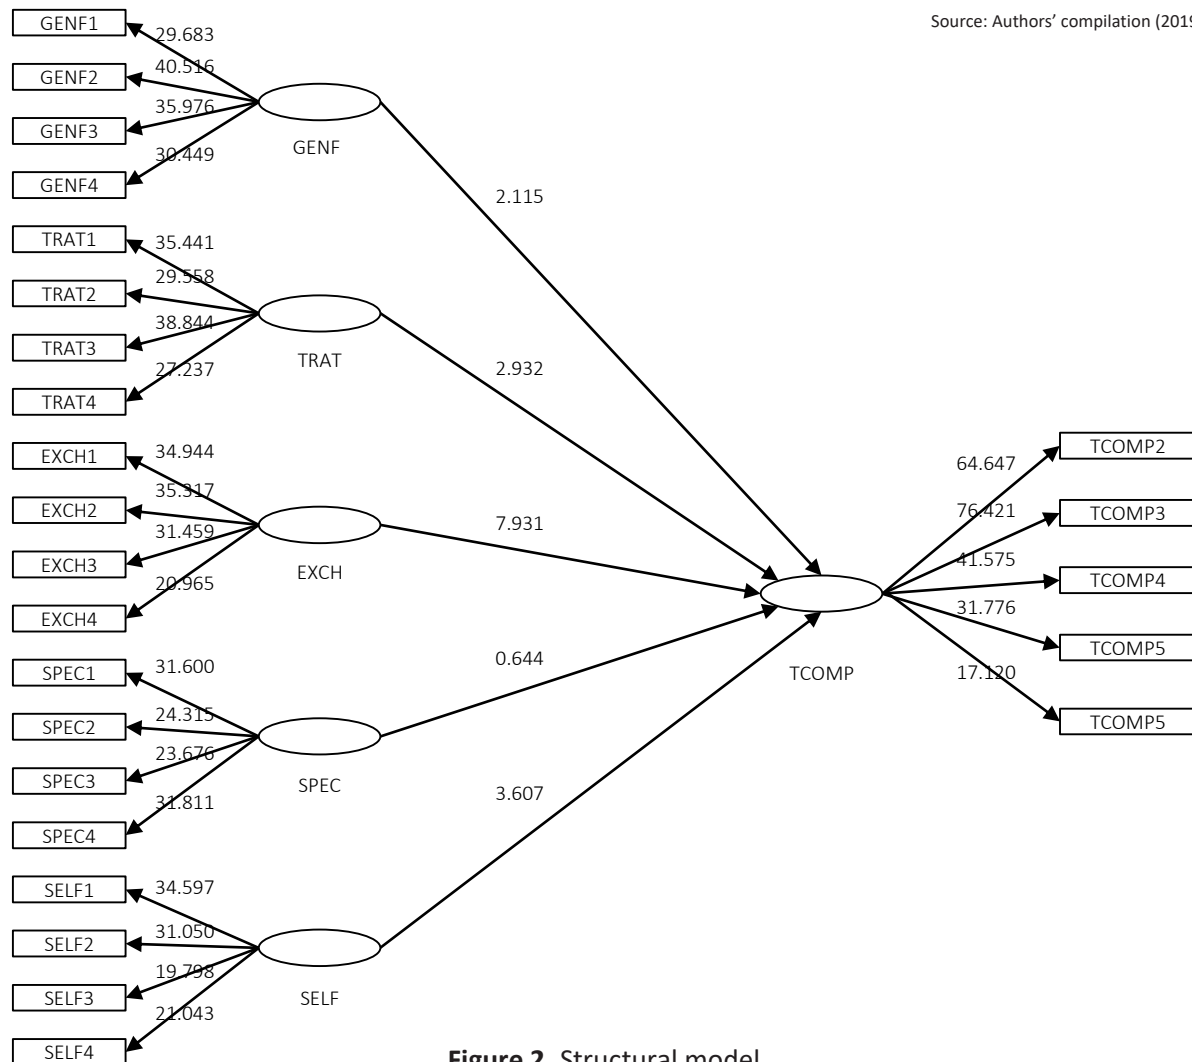 Source: Authors’ compilation (2019
GENF1
29.683
GENF2
40.516
GENF3
35.976
GENF4
30.449
GENF
2.115
TRAT1
35.441
TRAT2
29.558
TRAT3
38.844
TRAT4
27.237
TRAT
2.932
EXCH1
34.944
EXCH2
35.317
EXCH3
31.459
EXCH4
20.965
EXCH
7.931
SPEC1
31.600
SPEC2
24.315
SPEC3
23.676
SPEC4
31.811
SPEC
0.644
SELF1
34.597
SELF2
31.050
SELF3
19.798
SELF4
21.043
SELF
3.607
TCOMP
64.647
TCOMP2
76.421
TCOMP3
41.575
TCOMP4
31.776
TCOMP5
17.120
TCOMP5
Figure 2. Structural model